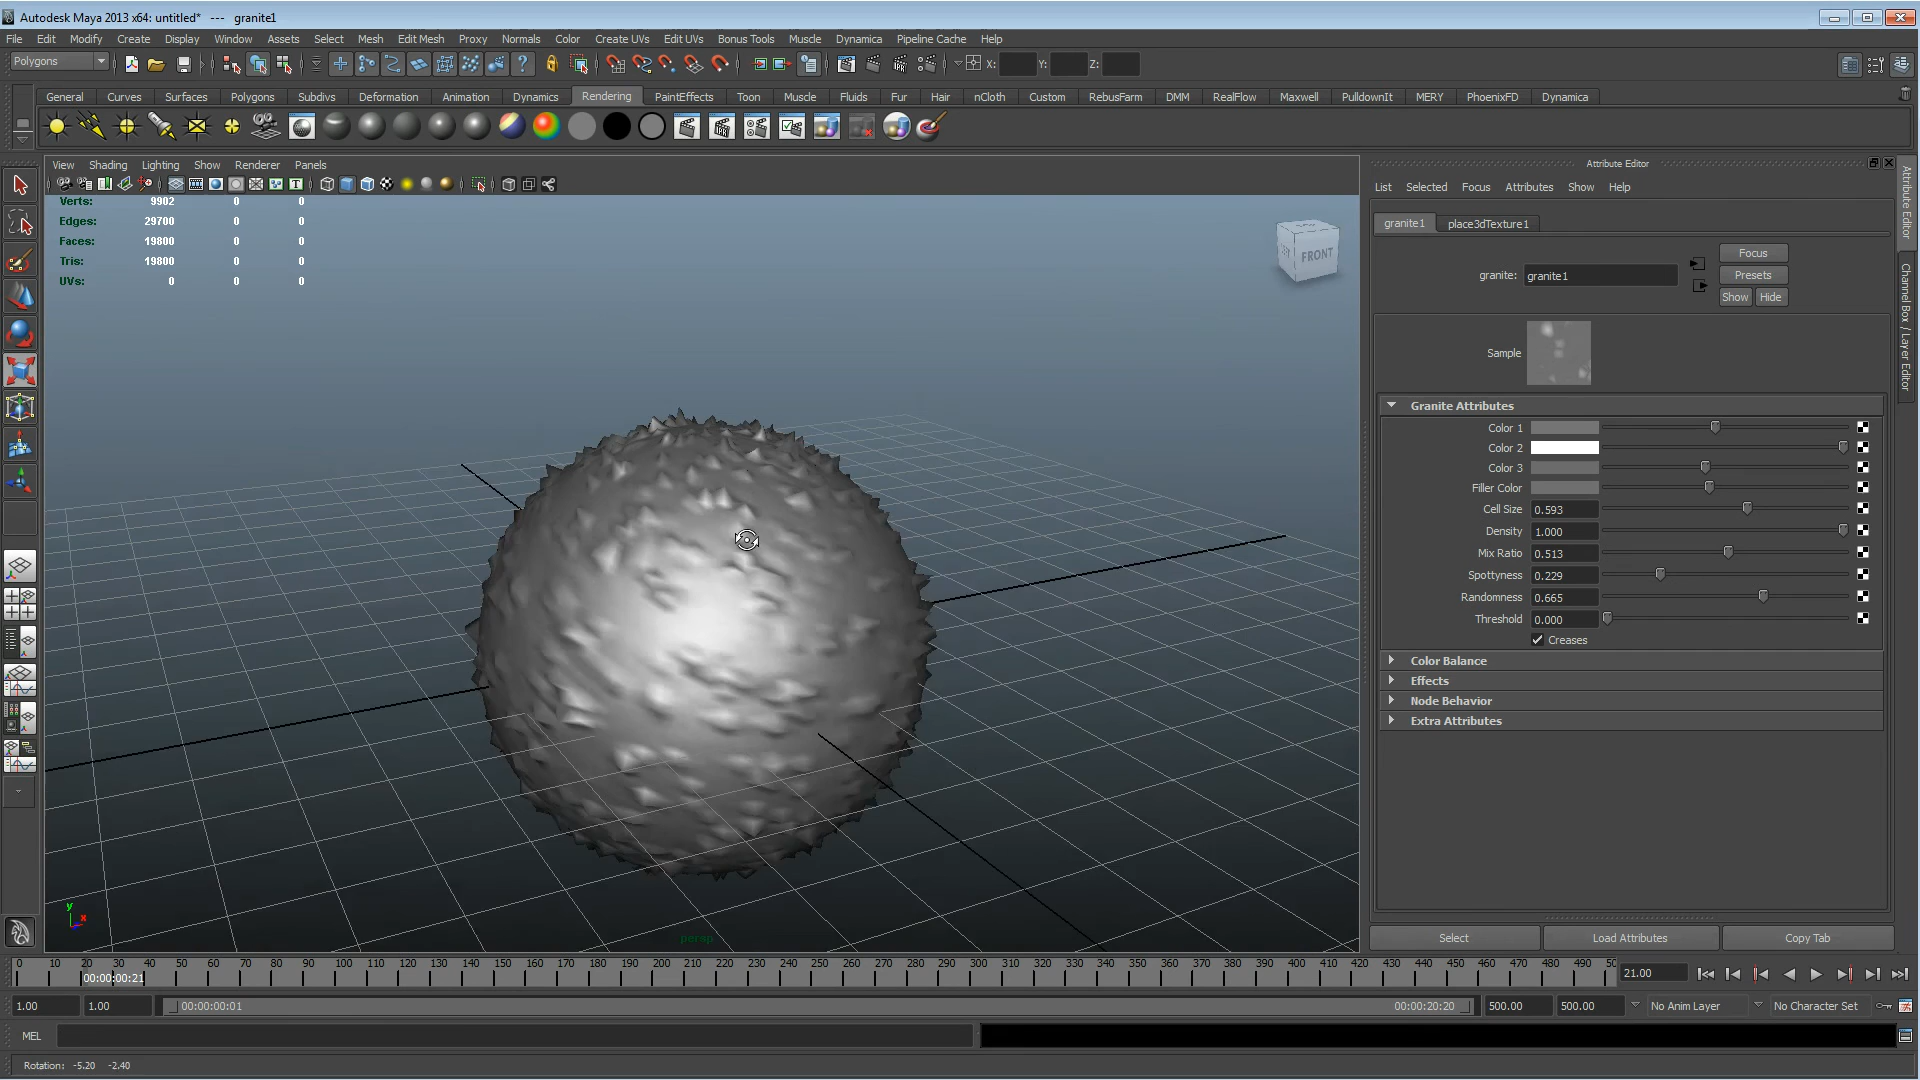 Autodesk Maya 2013 x64: untitled* --- granite1
File Edit Modify Create Display Window Assets Select Mesh Edit Mesh Proxy Normals Color Create UVs Edit UVs Bonus Tools Muscle Dynamica Pipeline Cache Help
Polygons X: Y: Z:
General Curves Surfaces Polygons Subdivs Deformation Animation Dynamics Rendering PaintEffects Toon Muscle Fluids Fur Hair nCloth Custom RebusFarm DMM RealFlow Maxwell PulldownIt MERY PhoenixFD Dynamica
View Shading Lighting Show Renderer Panels
Verts: 9902 0 0
Edges: 29700 0 0
Faces: 19800 0 0
Tris: 19800 0 0
UVs: 0 0 0
FRONT
y
x
persp
Attribute Editor
List Selected Focus Attributes Show Help
granite1 place3dTexture1
Focus
granite: granite1
Presets
Show Hide
Sample
Granite Attributes
Color 1
Color 2
Color 3
Filler Color
Cell Size 0.593
Density 1.000
Mix Ratio 0.513
Spottyness 0.229
Randomness 0.665
Threshold 0.000
Creases
Color Balance
Effects
Node Behavior
Extra Attributes
Select Load Attributes Copy Tab
Attribute Editor
Channel Box / Layer Editor
0 10 20 30 40 50 60 70 80 90 100 110 120 130 140 150 160 170 180 190 200 210 220 230 240 250 260 270 280 290 300 310 320 330 340 350 360 370 380 390 400 410 420 430 440 450 460 470 480 490 50
00:00:00:21
21.00
1.00 1.00 00:00:00:01 00:00:20:20 500.00 500.00 No Anim Layer No Character Set
MEL
Rotation: -5.20 -2.40